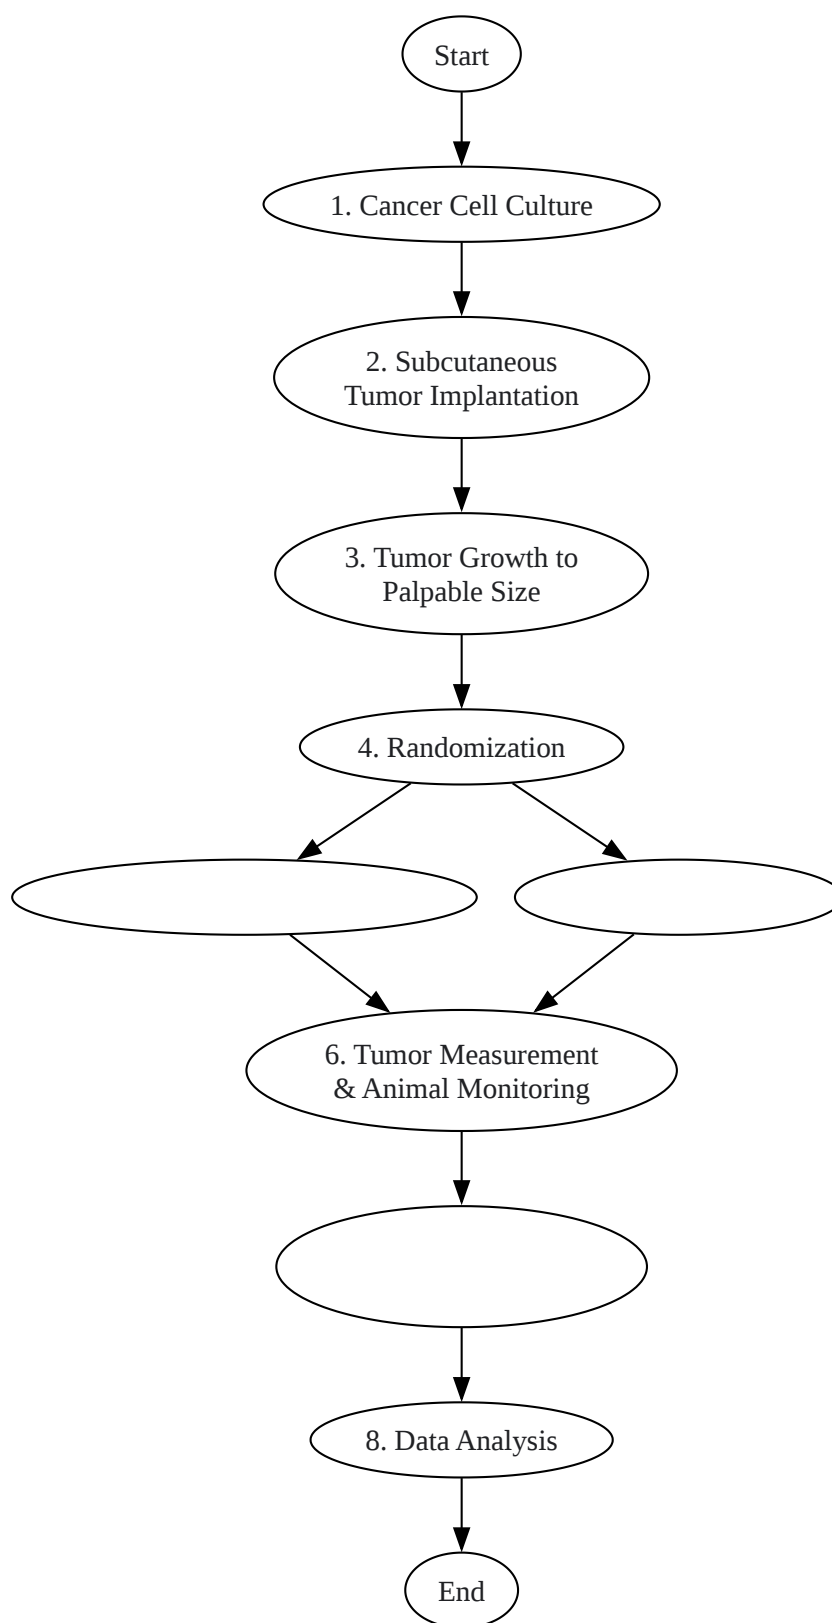 Start
1. Cancer Cell Culture
2. Subcutaneous
Tumor Implantation
3. Tumor Growth to
Palpable Size
4. Randomization
6. Tumor Measurement
& Animal Monitoring
8. Data Analysis
End